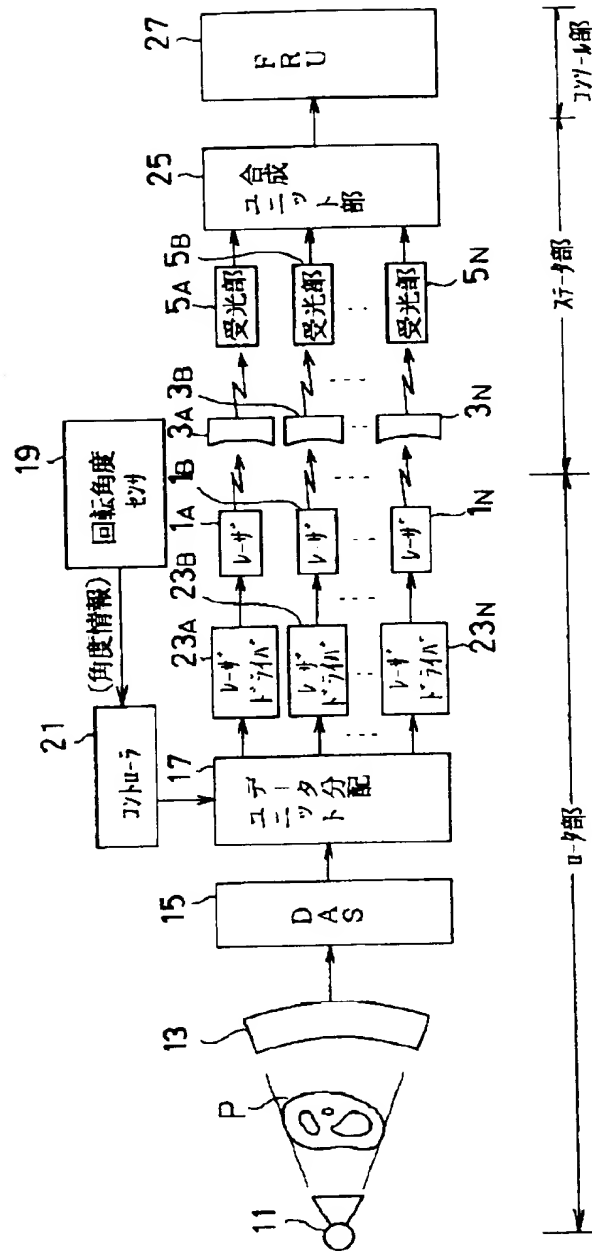 19
回転角度
センサ
(角度情報)
21
コントローラ
17
データ分配
ユニット
15
DAS
13
P
11
23A
レーザ
ドライバ
23B
レーザ
ドライバ
23N
レーザ
ドライバ
1A
レーザ
1B
レーザ
1N
レーザ
3A
3B
3N
5A
受光部
5B
受光部
5N
受光部
25
合成
ユニット部
27
FRU
ロータ部
ステータ部
コンソール部